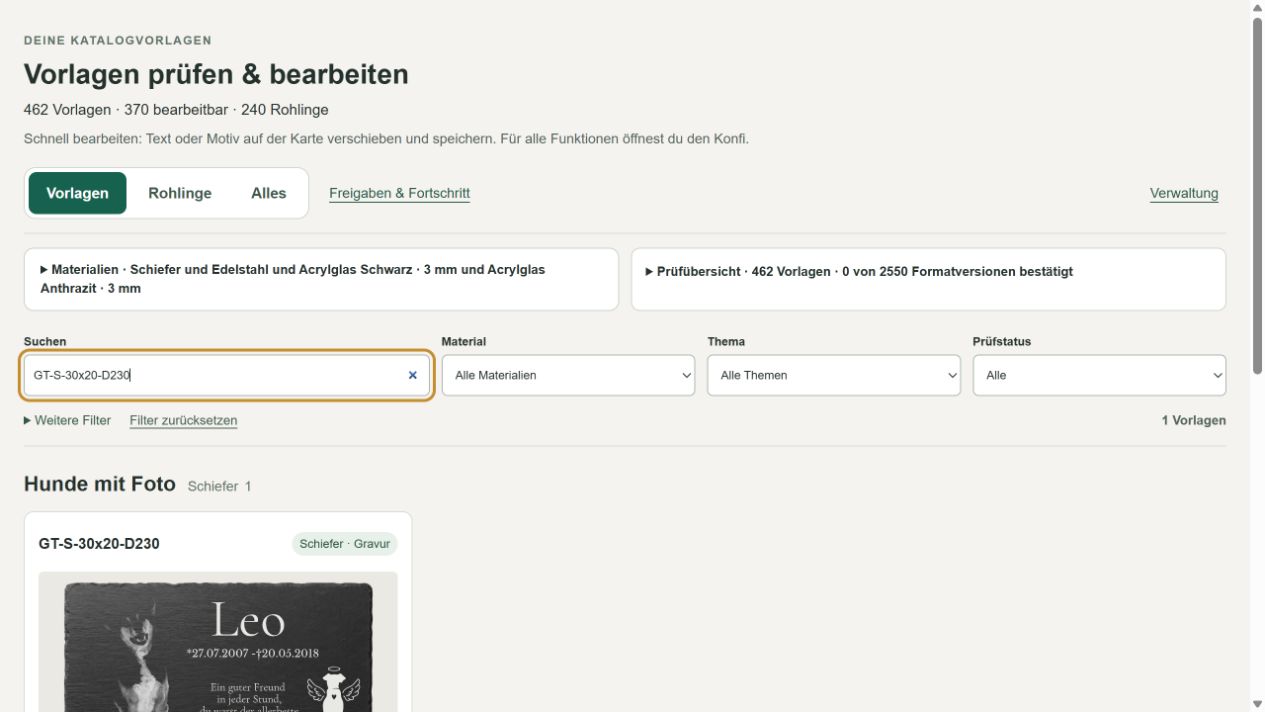 DEINE KATALOGVORLAGEN
Vorlagen prüfen & bearbeiten
462 Vorlagen · 370 bearbeitbar · 240 Rohlinge
Schnell bearbeiten: Text oder Motiv auf der Karte verschieben und speichern. Für alle Funktionen öffnest du den Konfi.
Vorlagen Rohlinge Alles Freigaben & Fortschritt Verwaltung
Materialien · Schiefer und Edelstahl und Acrylglas Schwarz · 3 mm und Acrylglas
Anthrazit · 3 mm
Prüfübersicht · 462 Vorlagen · 0 von 2550 Formatversionen bestätigt
Suchen Material Thema Prüfstatus
GT-S-30x20-D230 Alle Materialien Alle Themen Alle
Weitere Filter Filter zurücksetzen 1 Vorlagen
Hunde mit Foto Schiefer 1
GT-S-30x20-D230 Schiefer · Gravur
Leo
*27.07.2007 -†20.05.2018
Ein guter Freund
in jeder Stund,
du warst der allerbeste